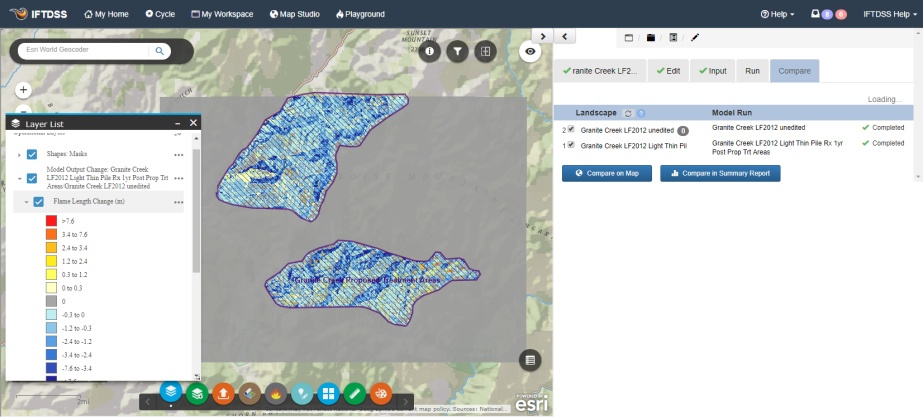 IFTDSS
My Home
Cycle
My Workspace
Map Studio
Playground
Help
8
0
IFTDSS Help
Esri World Geocoder
SUNSET
MOUNTAIN
Layer List
Shapes: Masks
Model Output Change: Granite
Creek LF2012 Light Thin Pile Rx 1yr Post Prop Trt
Areas/Granite Creek LF2012 unedited
Flame Length Change (m)
>7.6
3.4 to 7.6
2.4 to 3.4
1.2 to 2.4
0.3 to 1.2
0 to 0.3
0
-0.3 to 0
-1.2 to -0.3
-2.4 to -1.2
-3.4 to -2.4
-7.6 to -3.4
Granite Creek Proposed Treatment Areas
2mi
POWERED BY
esri
ranite Creek LF2...
Edit
Input
Run
Compare
Loading...
Landscape
Model Run
2 Granite Creek LF2012 unedited 0
Granite Creek LF2012 unedited
Completed
1 Granite Creek LF2012 Light Thin Pil
Granite Creek LF2012 Light Thin Pile Rx 1yr
Post Prop Trt Areas
Completed
Compare on Map
Compare in Summary Report